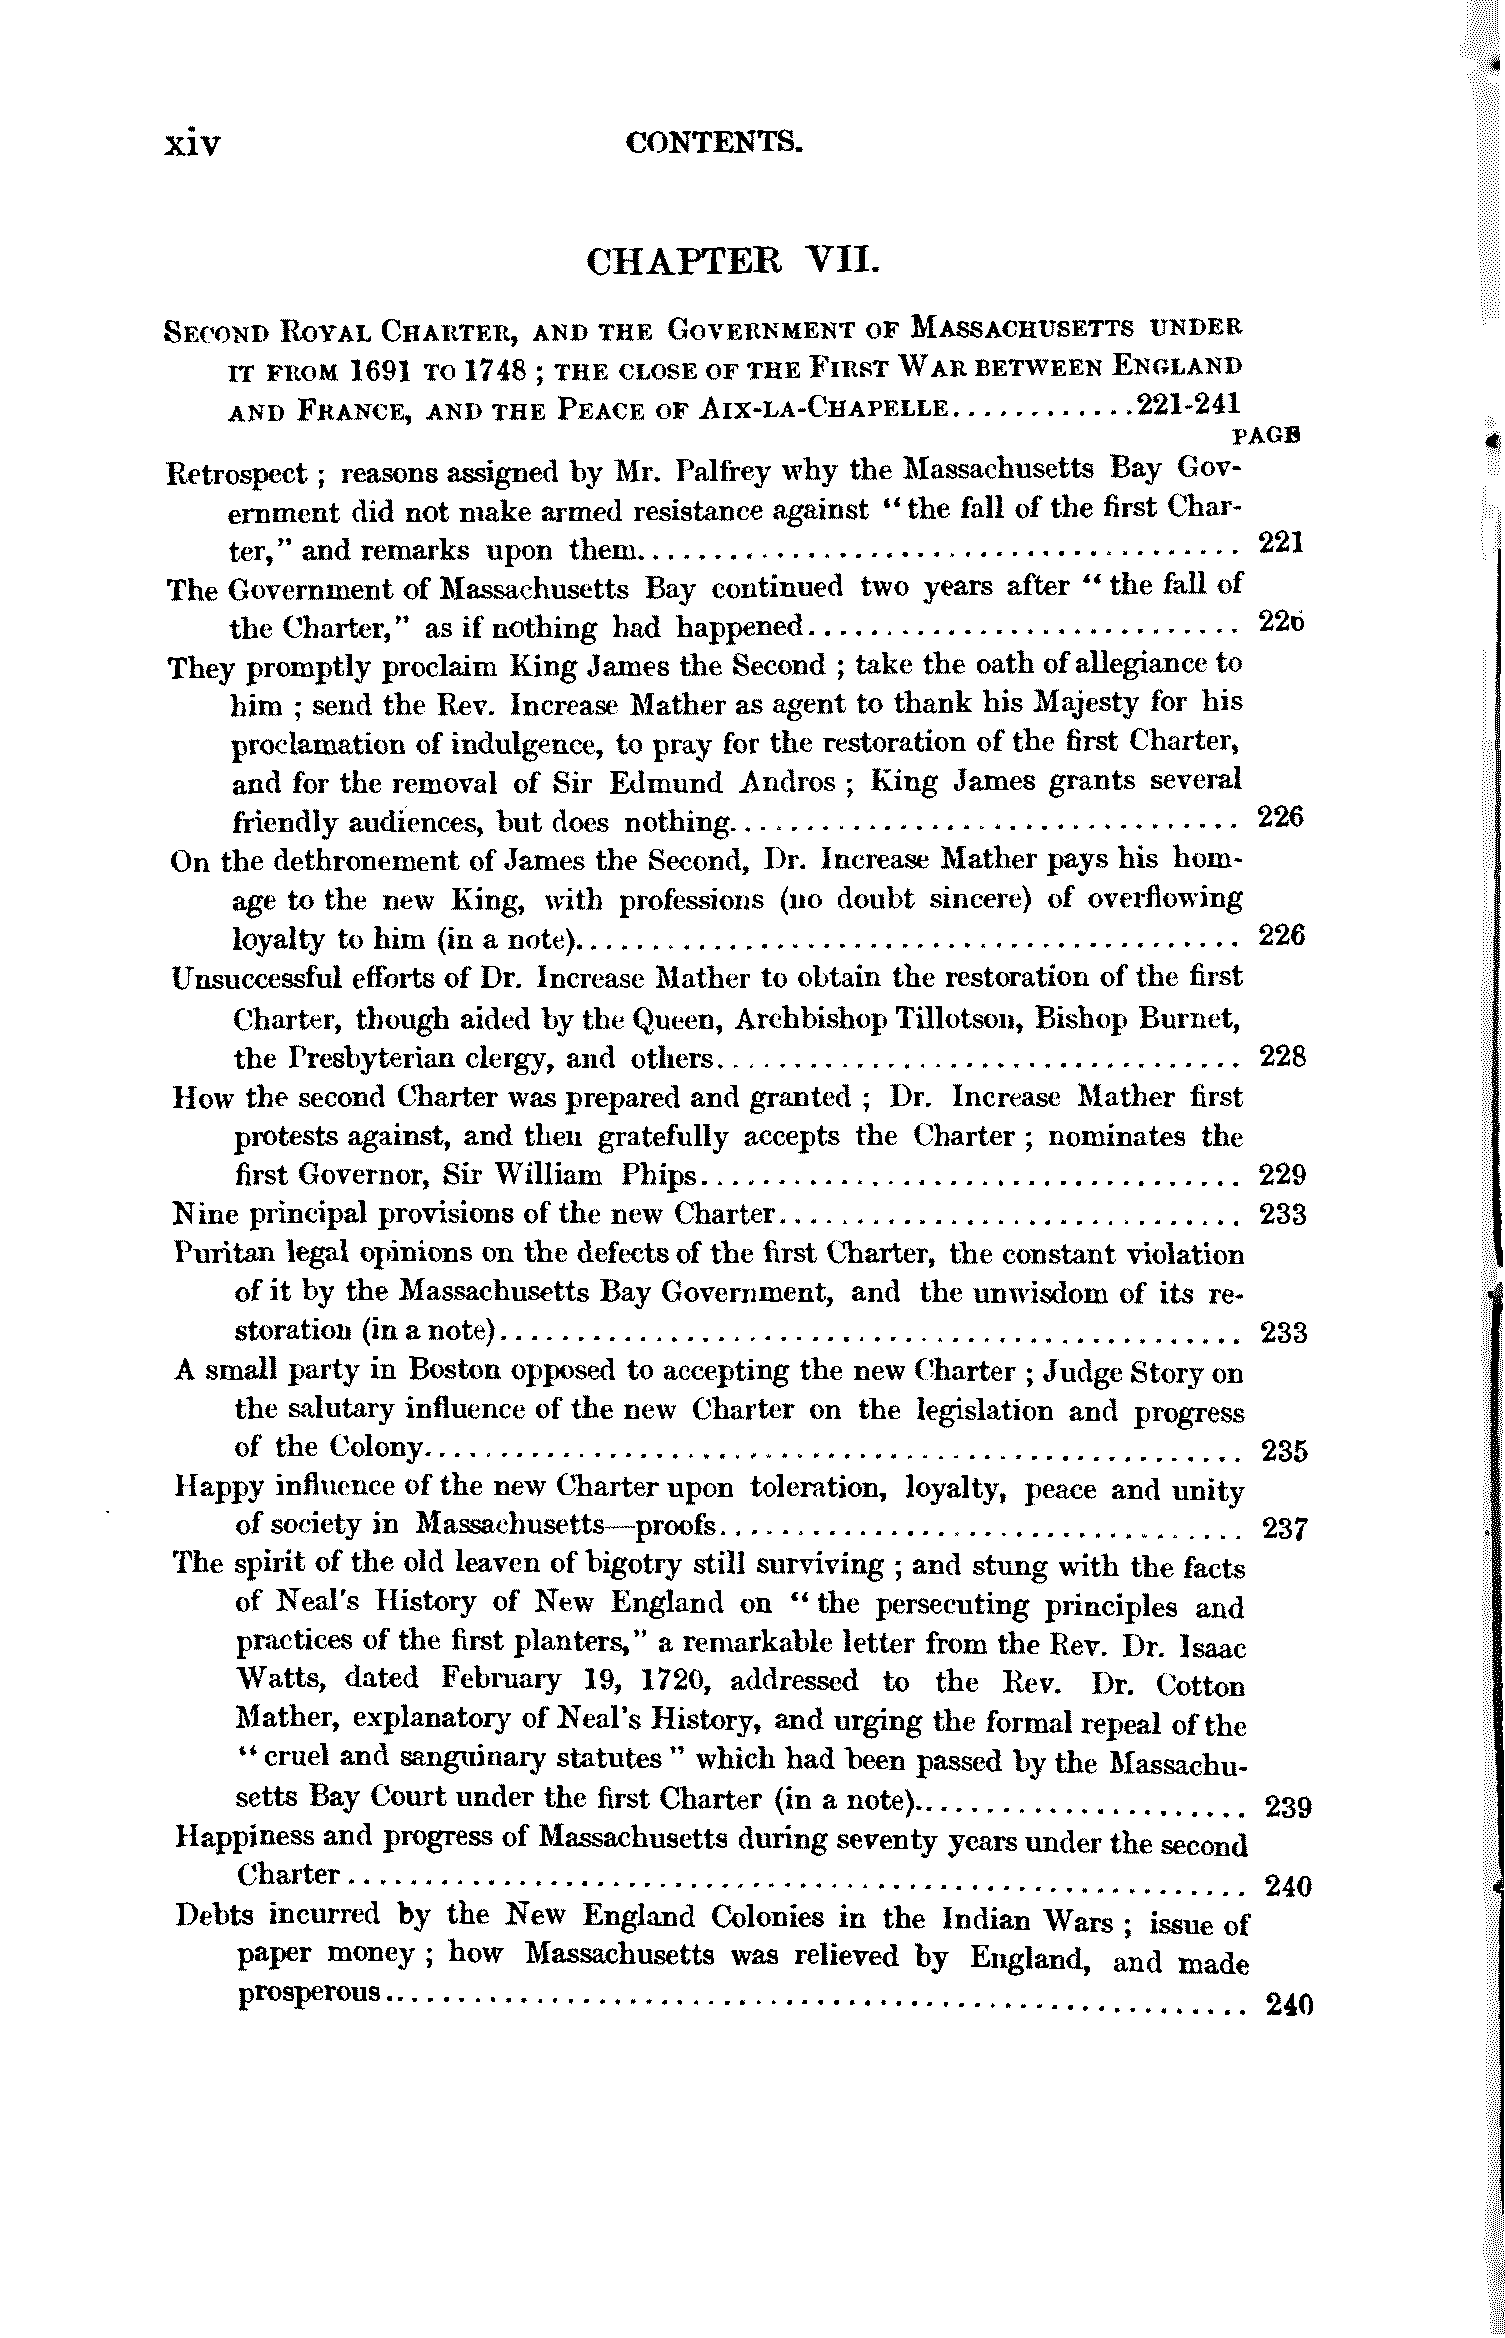 xiv CONTENTS.
CHAPTER VII.
SECOND ROYAL CHARTER, AND THE GOVERNMENT OF MASSACHUSETTS UNDER
IT FROM 1691 TO 1748 ; THE CLOSE OF THE FIRST WAR BETWEEN ENGLAND
AND FRANCE, AND THE PEACE OF AIX-LA-CHAPELLE............221-241
PAGE
Retrospect ; reasons assigned by Mr. Palfrey why the Massachusetts Bay Gov-
ernment did not make armed resistance against "the fall of the first Char-
ter," and remarks upon them....................................... 221
The Government of Massachusetts Bay continued two years after "the fall of
the Charter," as if nothing had happened............................ 226
They promptly proclaim King James the Second ; take the oath of allegiance to
him ; send the Rev. Increase Mather as agent to thank his Majesty for his
proclamation of indulgence, to pray for the restoration of the first Charter,
and for the removal of Sir Edmund Andros ; King James grants several
friendly audiences, but does nothing................................. 226
On the dethronement of James the Second, Dr. Increase Mather pays his hom-
age to the new King, with professions (no doubt sincere) of overflowing
loyalty to him (in a note)........................................... 226
Unsuccessful efforts of Dr. Increase Mather to obtain the restoration of the first
Charter, though aided by the Queen, Archbishop Tillotson, Bishop Burnet,
the Presbyterian clergy, and others.................................. 228
How the second Charter was prepared and granted ; Dr. Increase Mather first
protests against, and then gratefully accepts the Charter ; nominates the
first Governor, Sir William Phips................................... 229
Nine principal provisions of the new Charter.............................. 233
Puritan legal opinions on the defects of the first Charter, the constant violation
of it by the Massachusetts Bay Government, and the unwisdom of its re-
storation (in a note)................................................ 233
A small party in Boston opposed to accepting the new Charter ; Judge Story on
the salutary influence of the new Charter on the legislation and progress
of the Colony..................................................... 235
Happy influence of the new Charter upon toleration, loyalty, peace and unity
of society in Massachusetts—proofs.................................. 237
The spirit of the old leaven of bigotry still surviving ; and stung with the facts
of Neal's History of New England on "the persecuting principles and
practices of the first planters," a remarkable letter from the Rev. Dr. Isaac
Watts, dated February 19, 1720, addressed to the Rev. Dr. Cotton
Mather, explanatory of Neal's History, and urging the formal repeal of the
"cruel and sanguinary statutes" which had been passed by the Massachu-
setts Bay Court under the first Charter (in a note)...................... 239
Happiness and progress of Massachusetts during seventy years under the second
Charter.......................................................... 240
Debts incurred by the New England Colonies in the Indian Wars ; issue of
paper money ; how Massachusetts was relieved by England, and made
prosperous........................................................ 240